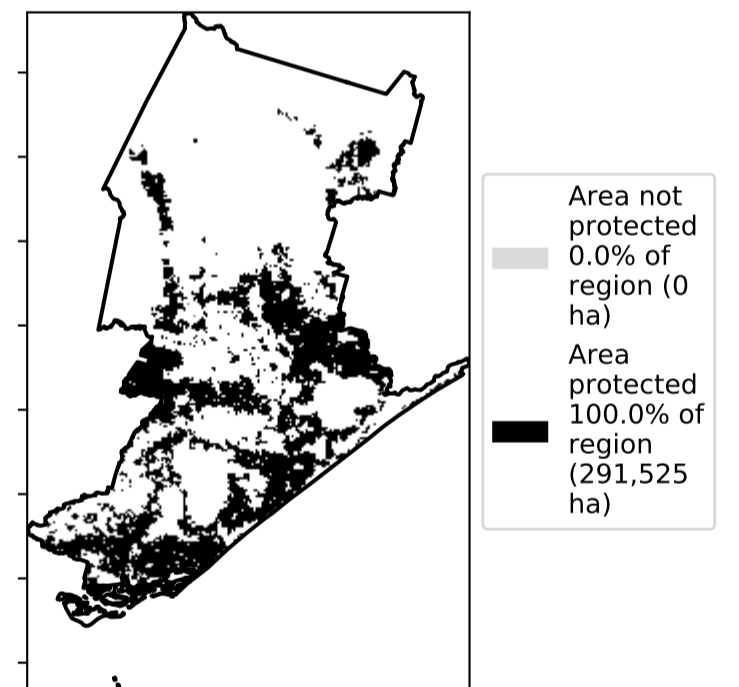 Area not
protected
0.0% of
region (0
ha)
Area
protected
100.0% of
region
(291,525
ha)